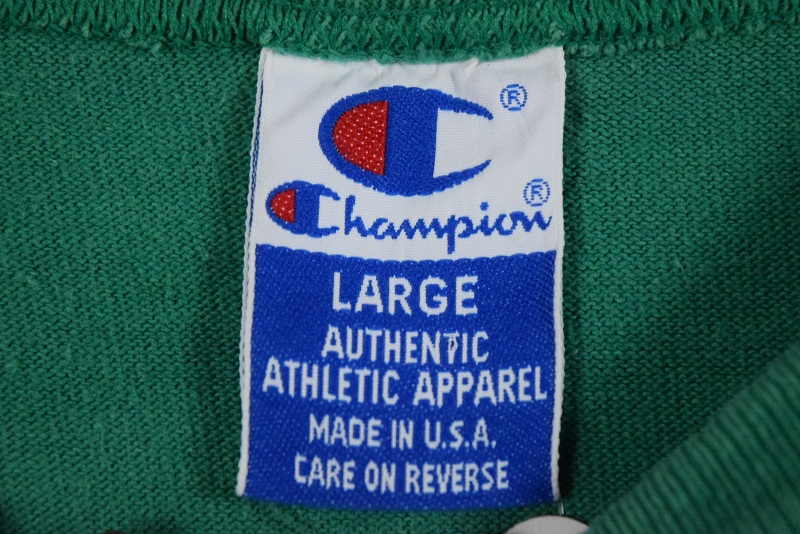 ®
®
Champion
LARGE
AUTHENTIC
ATHLETIC APPAREL
MADE IN U.S.A.
CARE ON REVERSE